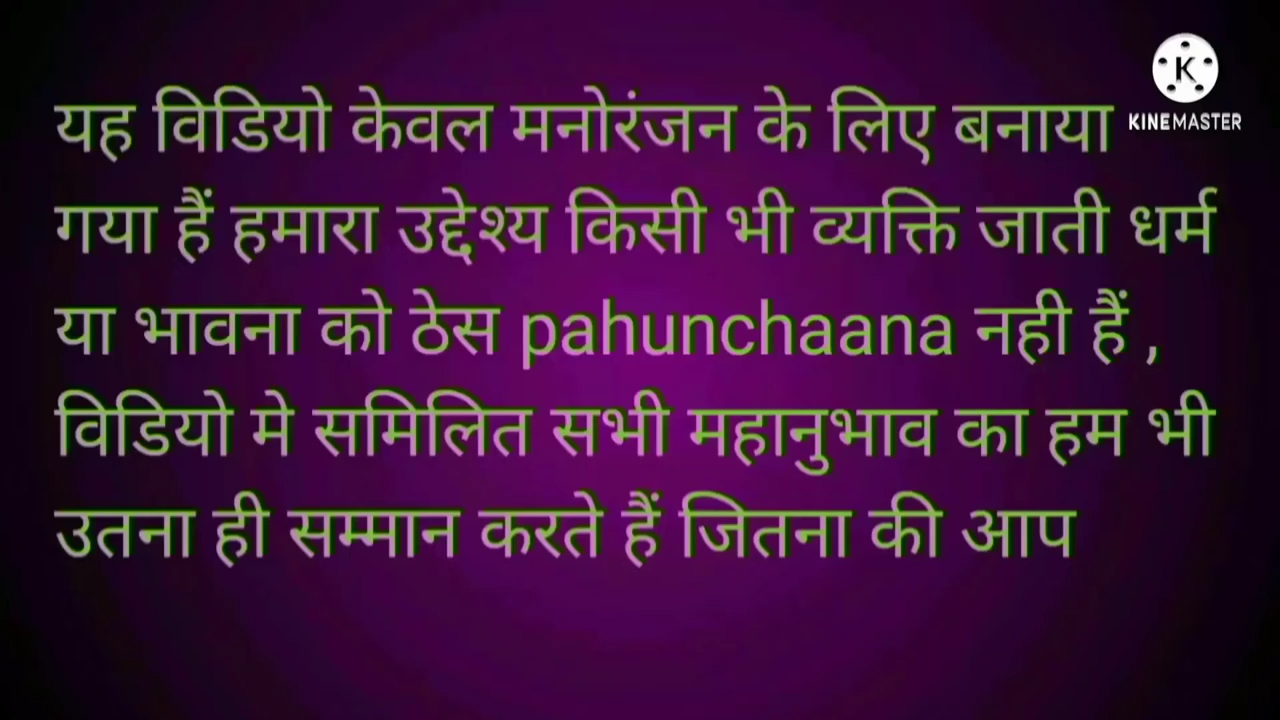 यह विडियो केवल मनोरंजन के लिए बनाया
गया हैं हमारा उद्देश्य किसी भी व्यक्ति जाती धर्म
या भावना को ठेस pahunchaana नही हैं ,
विडियो मे समिलित सभी महानुभाव का हम भी
उतना ही सम्मान करते हैं जितना की आप
K
KINEMASTER